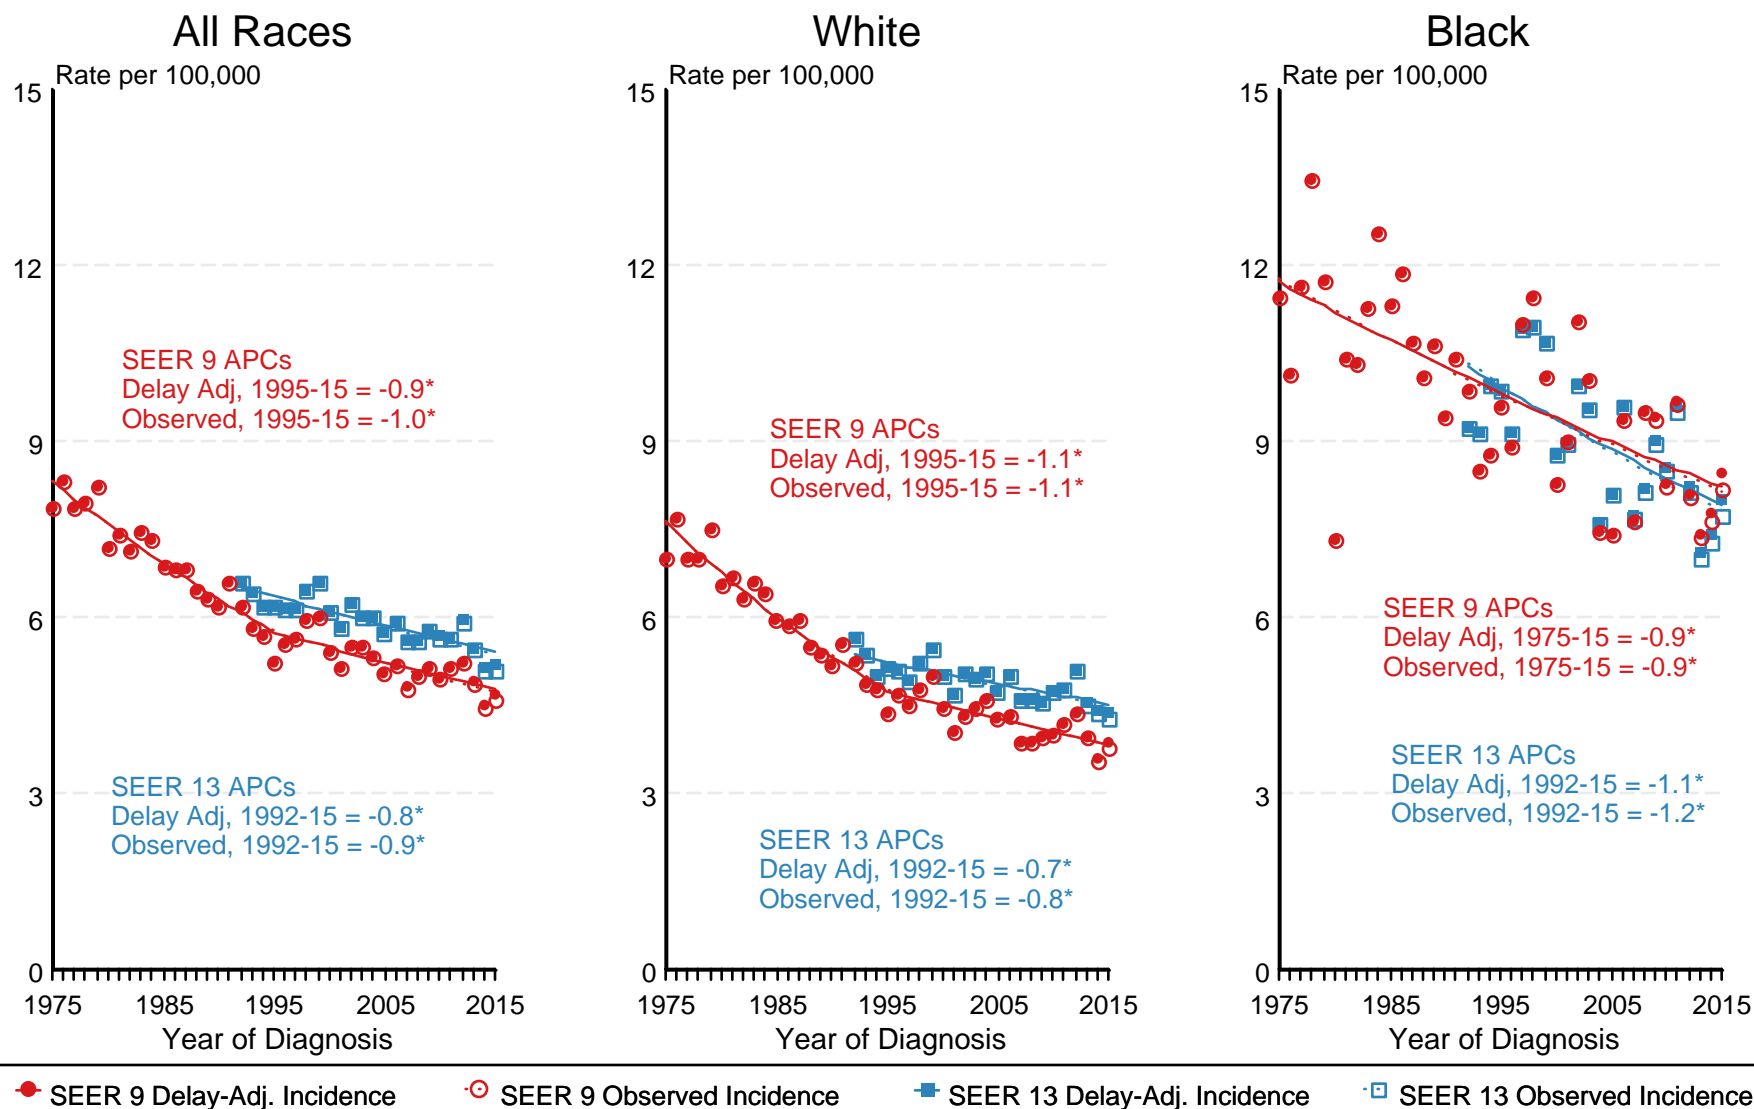 All Races
Rate per 100,000
15
12
9
6
3
0
SEER 9 APCs
Delay Adj, 1995-15 = -0.9*
Observed, 1995-15 = -1.0*
SEER 13 APCs
Delay Adj, 1992-15 = -0.8*
Observed, 1992-15 = -0.9*
1975 1985 1995 2005 2015
Year of Diagnosis
White
Rate per 100,000
15
12
9
6
3
0
SEER 9 APCs
Delay Adj, 1995-15 = -1.1*
Observed, 1995-15 = -1.1*
SEER 13 APCs
Delay Adj, 1992-15 = -0.7*
Observed, 1992-15 = -0.8*
1975 1985 1995 2005 2015
Year of Diagnosis
Black
Rate per 100,000
15
12
9
6
3
0
SEER 9 APCs
Delay Adj, 1975-15 = -0.9*
Observed, 1975-15 = -0.9*
SEER 13 APCs
Delay Adj, 1992-15 = -1.1*
Observed, 1992-15 = -1.2*
1975 1985 1995 2005 2015
Year of Diagnosis
SEER 9 Delay-Adj. Incidence SEER 9 Observed Incidence SEER 13 Delay-Adj. Incidence SEER 13 Observed Incidence